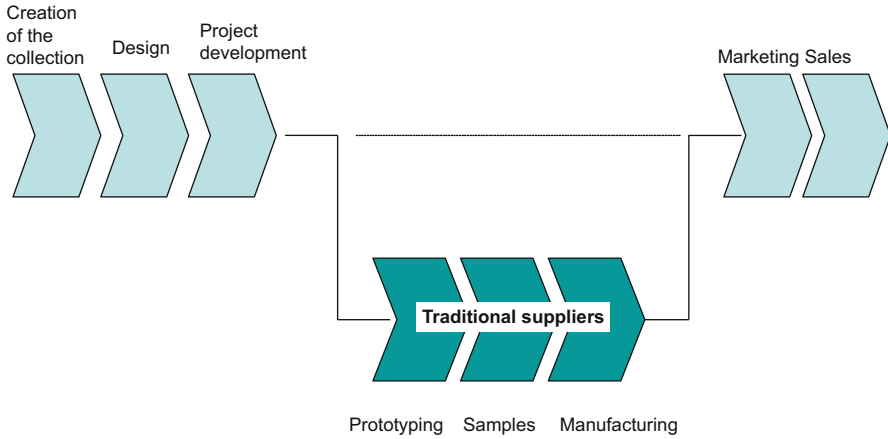 Creation
of the
collection
Design
Project
development
Marketing Sales
Traditional suppliers
Prototyping Samples Manufacturing